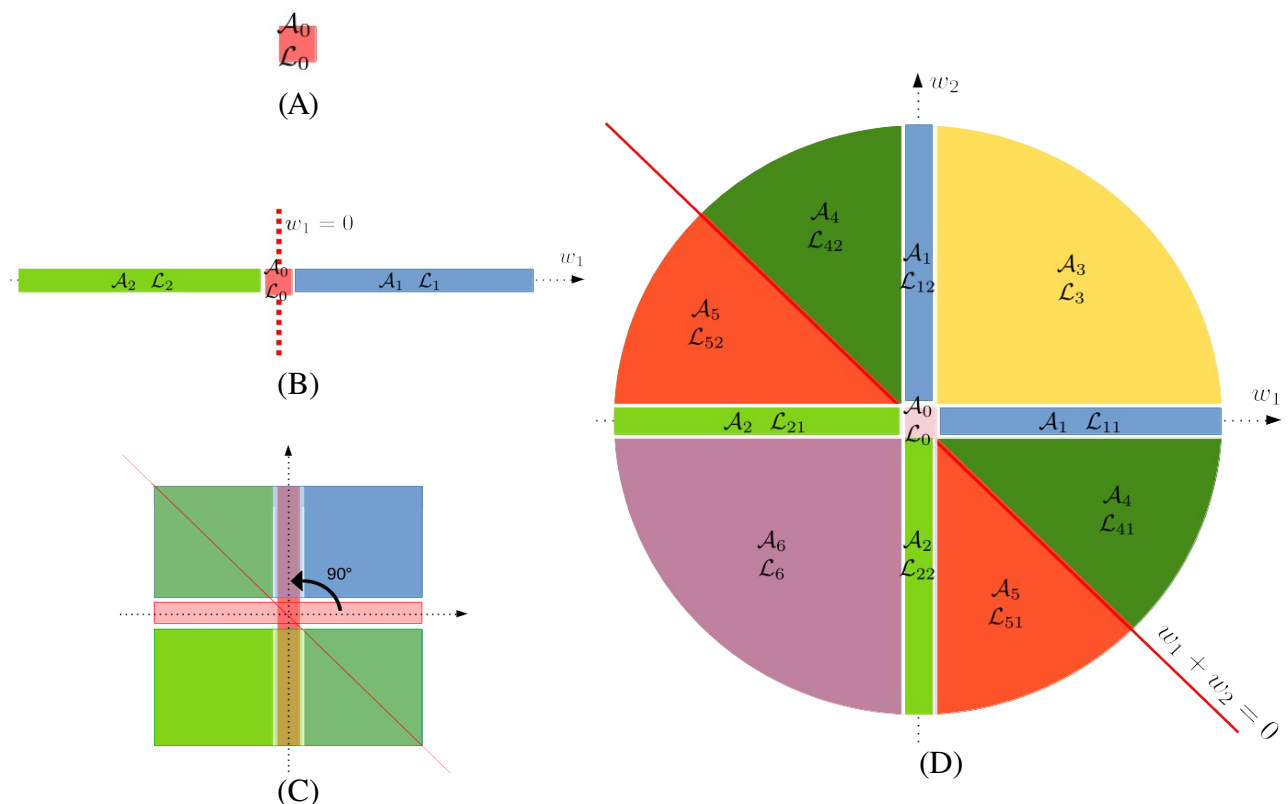 𝒜₀
ℒ₀
(A)
w₁ = 0
w₁
𝒜₂ ℒ₂
𝒜₀
ℒ₀
𝒜₁ ℒ₁
(B)
90°
(C)
w₂
𝒜₄
ℒ₄₂
𝒜₁
ℒ₁₂
𝒜₃
ℒ₃
𝒜₅
ℒ₅₂
w₁
𝒜₂ ℒ₂₁
𝒜₀
ℒ₀
𝒜₁ ℒ₁₁
𝒜₄
ℒ₄₁
𝒜₆
ℒ₆
𝒜₂
ℒ₂₂
𝒜₅
ℒ₅₁
w₁ + w₂ = 0
(D)